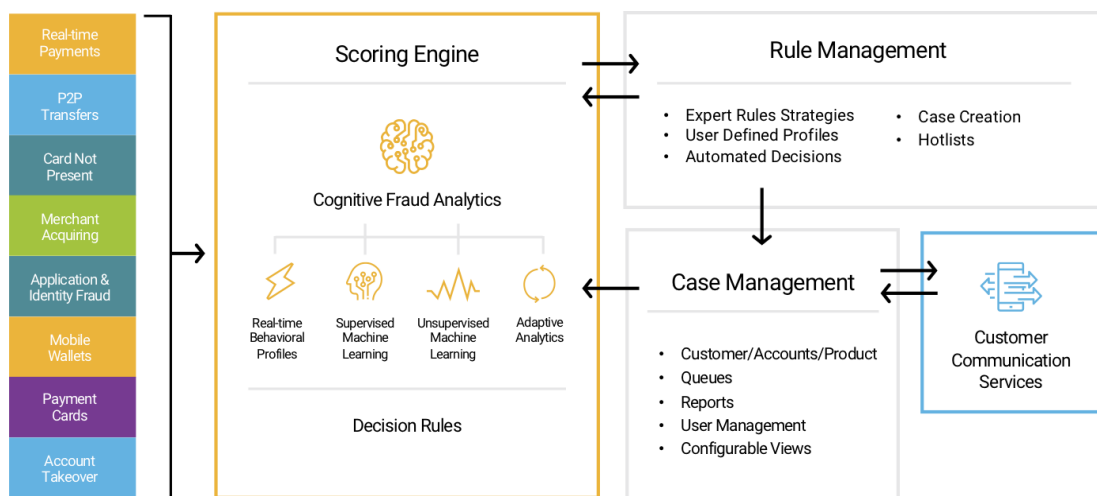 Real-time
Payments
P2P
Transfers
Card Not
Present
Merchant
Acquiring
Application &
Identity Fraud
Mobile
Wallets
Payment
Cards
Account
Takeover
Scoring Engine
Cognitive Fraud Analytics
Real-time
Behavioral
Profiles
Supervised
Machine
Learning
Unsupervised
Machine
Learning
Adaptive
Analytics
Decision Rules
Rule Management
• Expert Rules Strategies
• User Defined Profiles
• Automated Decisions
• Case Creation
• Hotlists
Case Management
• Customer/Accounts/Product
• Queues
• Reports
• User Management
• Configurable Views
Customer
Communication
Services